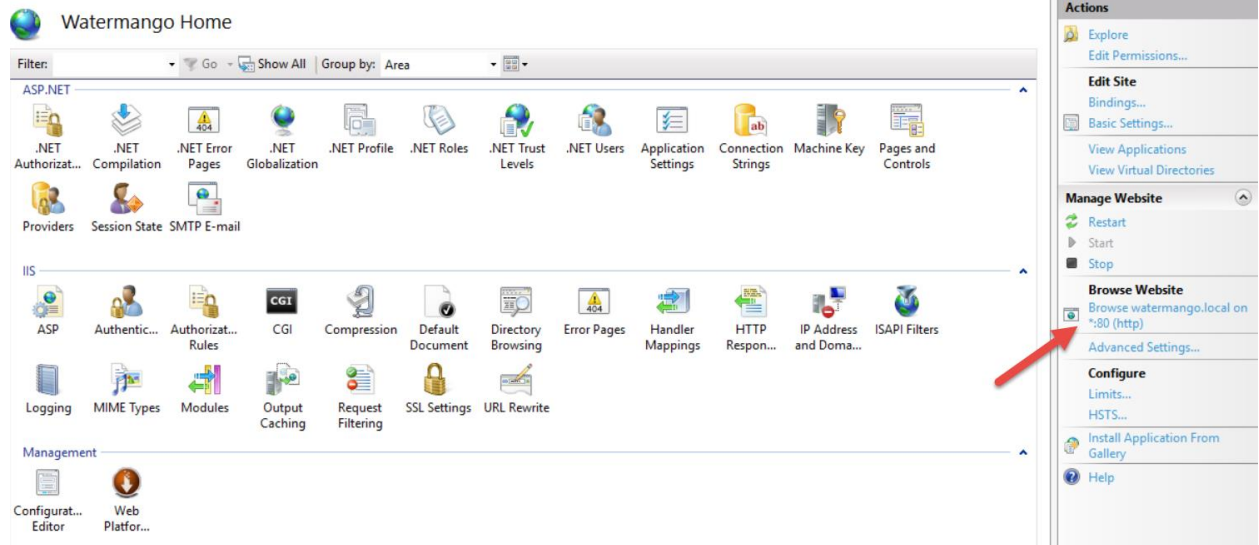 Watermango Home
Filter:
Go
Show All
Group by:
Area
ASP.NET
.NET Authorizat...
.NET Compilation
.NET Error Pages
.NET Globalization
.NET Profile
.NET Roles
.NET Trust Levels
.NET Users
Application Settings
Connection Strings
Machine Key
Pages and Controls
Providers
Session State
SMTP E-mail
IIS
ASP
Authentic...
Authorizat... Rules
CGI
Compression
Default Document
Directory Browsing
Error Pages
Handler Mappings
HTTP Respon...
IP Address and Doma...
ISAPI Filters
Logging
MIME Types
Modules
Output Caching
Request Filtering
SSL Settings
URL Rewrite
Management
Configurat... Editor
Web Platfor...
Actions
Explore
Edit Permissions...
Edit Site
Bindings...
Basic Settings...
View Applications
View Virtual Directories
Manage Website
Restart
Start
Stop
Browse Website
Browse watermango.local on
*:80 (http)
Advanced Settings...
Configure
Limits...
HSTS...
Install Application From
Gallery
Help